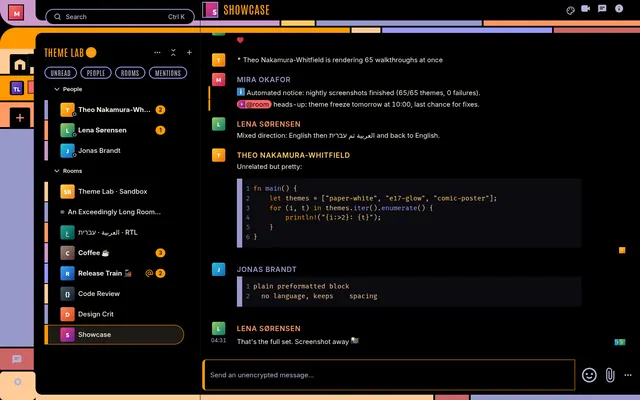 M
Search
Ctrl K
S
SHOWCASE
THEME LAB
UNREAD
PEOPLE
ROOMS
MENTIONS
TL
People
T
Theo Nakamura-Wh...
2
L
Lena Sørensen
1
J
Jonas Brandt
Rooms
SB
Theme Lab · Sandbox
An Exceedingly Long Room...
ع
עברית · العربية · RTL
C
Coffee ☕
3
R
Release Train 🚂
@
2
{}
Code Review
D
Design Crit
S
Showcase
❤️
T
* Theo Nakamura-Whitfield is rendering 65 walkthroughs at once
M
MIRA OKAFOR
ℹ️ Automated notice: nightly screenshots finished (65/65 themes, 0 failures).
@room heads-up: theme freeze tomorrow at 10:00, last chance for fixes.
L
LENA SØRENSEN
Mixed direction: English then العربية ثم עברית and back to English.
T
THEO NAKAMURA-WHITFIELD
Unrelated but pretty:
1 fn main() {
2     let themes = ["paper-white", "e17-glow", "comic-poster"];
3     for (i, t) in themes.iter().enumerate() {
4         println!("{i:>2}: {t}");
5     }
6 }
J
JONAS BRANDT
1 plain preformatted block
2   no language, keeps    spacing
L
LENA SØRENSEN
04:31
That's the full set. Screenshot away
Send an unencrypted message...